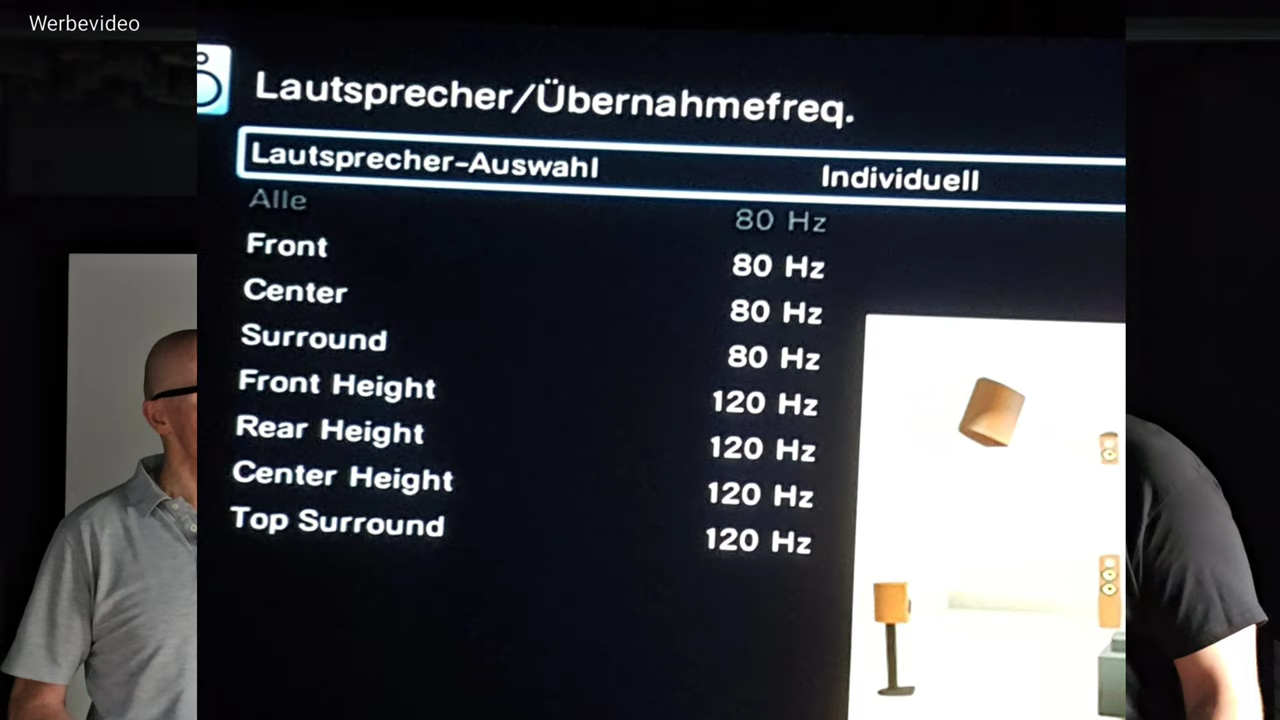 Werbevideo
Lautsprecher/Übernahmefreq.
Lautsprecher-Auswahl Individuell
Alle 80 Hz
Front 80 Hz
Center 80 Hz
Surround 80 Hz
Front Height 120 Hz
Rear Height 120 Hz
Center Height 120 Hz
Top Surround 120 Hz